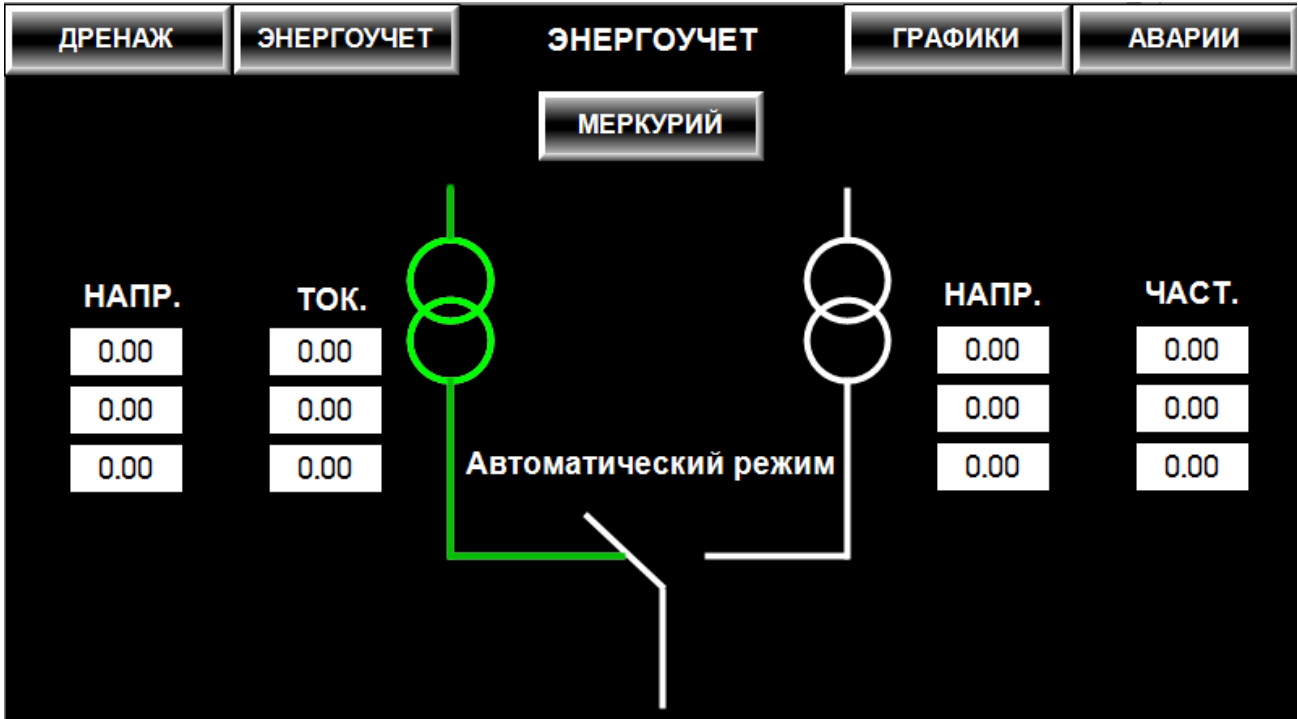 ДРЕНАЖ
ЭНЕРГОУЧЕТ
ЭНЕРГОУЧЕТ
ГРАФИКИ
АВАРИИ
МЕРКУРИЙ
НАПР.
ТОК.
НАПР.
ЧАСТ.
0.00
0.00
0.00
0.00
0.00
0.00
0.00
0.00
0.00
0.00
0.00
0.00
Автоматический режим